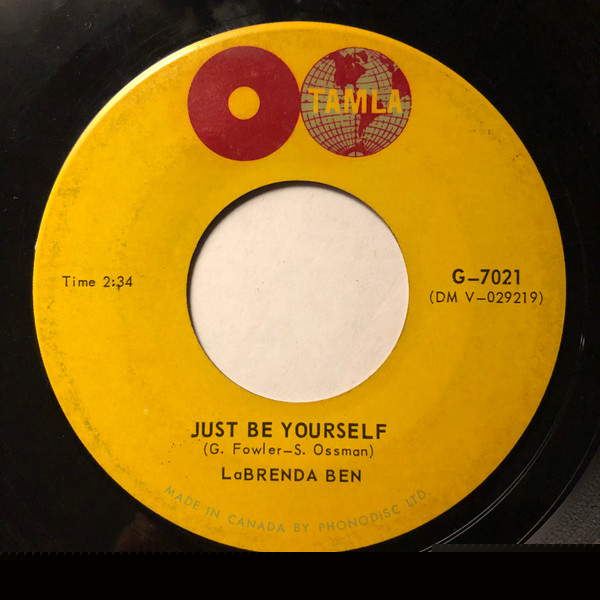 TAMLA
Time 2:34
G-7021
(DM V-029219)
JUST BE YOURSELF
(G. Fowler-S. Ossman)
LaBRENDA BEN
MADE IN CANADA BY PHONODISC LTD.